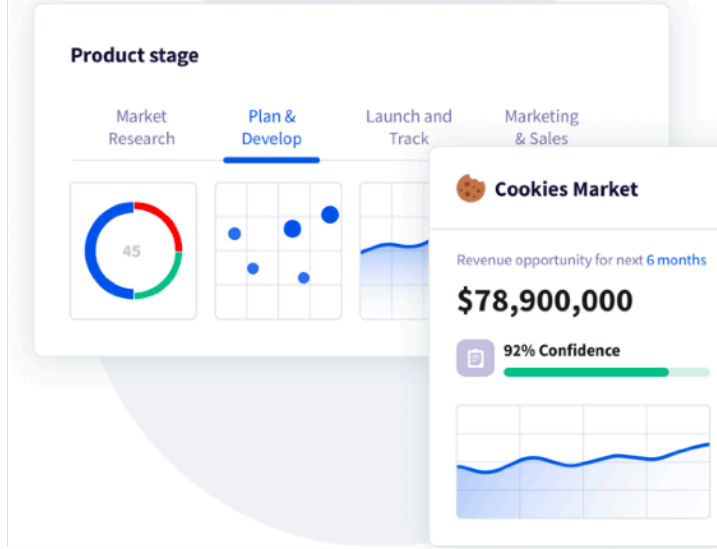 Product stage
Market
Research
Plan &
Develop
Launch and
Track
Marketing
& Sales
45
Cookies Market
Revenue opportunity for next 6 months
$78,900,000
92% Confidence